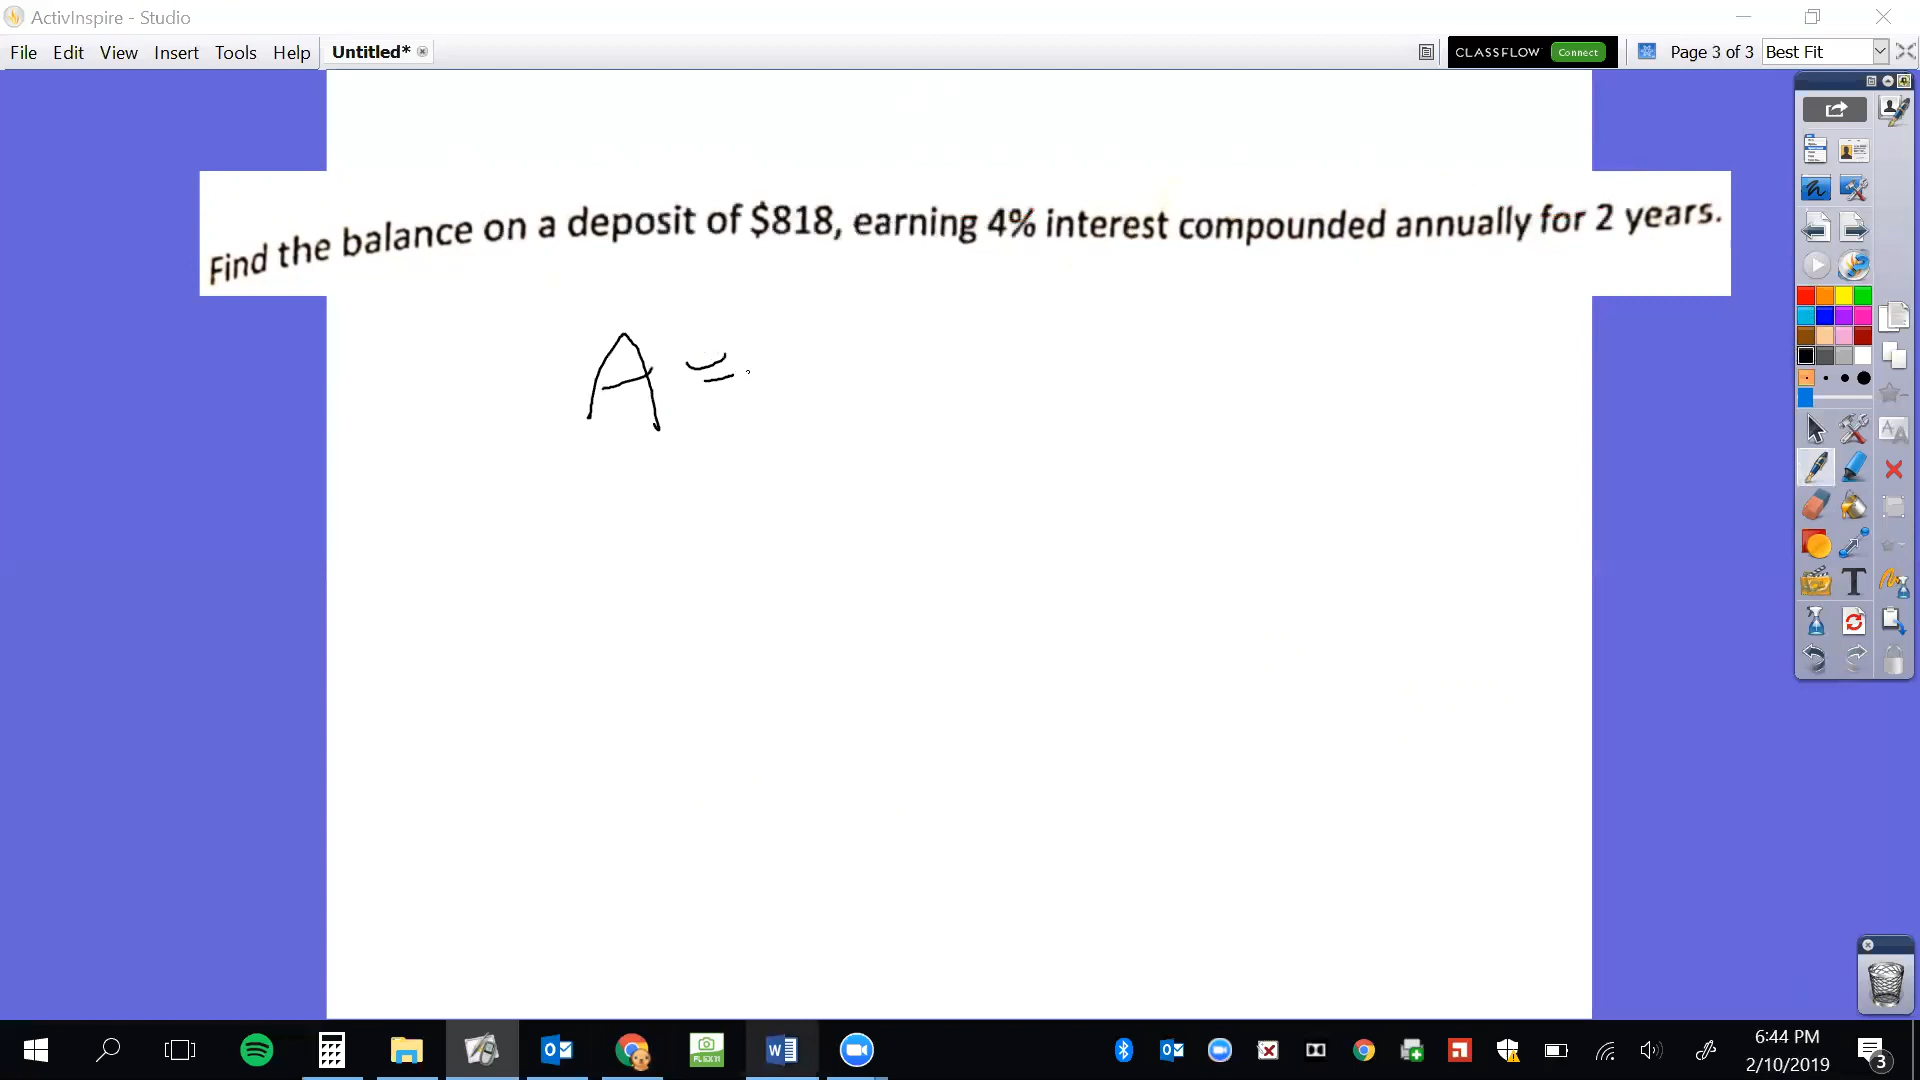 ActivInspire - Studio
File Edit View Insert Tools Help Untitled* CLASSFLOW Connect Page 3 of 3 Best Fit
Find the balance on a deposit of $818, earning 4% interest compounded annually for 2 years.
A =
6:44 PM
2/10/2019
3